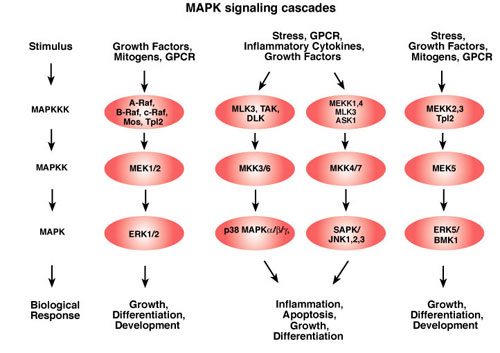 MAPK signaling cascades
Stimulus
Growth Factors,
Mitogens, GPCR
Stress, GPCR,
Inflammatory Cytokines,
Growth Factors
Stress,
Growth Factors,
Mitogens, GPCR
MAPKKK
A-Raf,
B-Raf, c-Raf,
Mos, Tpl2
MLK3, TAK,
DLK
MEKK1,4
MLK3
ASK1
MEKK2,3
Tpl2
MAPKK
MEK1/2
MKK3/6
MKK4/7
MEK5
MAPK
ERK1/2
p38 MAPKα/β/γ,
SAPK/
JNK1,2,3
ERK5/
BMK1
Biological
Response
Growth,
Differentiation,
Development
Inflammation,
Apoptosis,
Growth,
Differentiation
Growth,
Differentiation,
Development